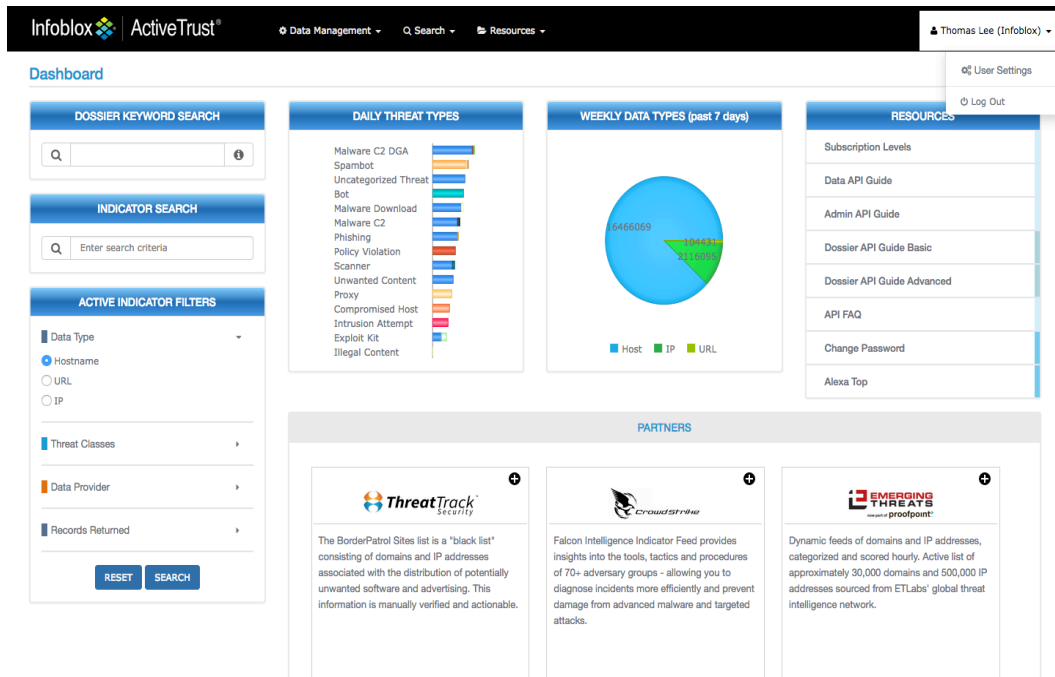 Infoblox ActiveTrust®
Data Management
Search
Resources
Thomas Lee (Infoblox)
User Settings
Log Out
Dashboard
DOSSIER KEYWORD SEARCH
INDICATOR SEARCH
Enter search criteria
ACTIVE INDICATOR FILTERS
Data Type
Hostname
URL
IP
Threat Classes
Data Provider
Records Returned
RESET SEARCH
DAILY THREAT TYPES
Malware C2 DGA
Spambot
Uncategorized Threat
Bot
Malware Download
Malware C2
Phishing
Policy Violation
Scanner
Unwanted Content
Proxy
Compromised Host
Intrusion Attempt
Exploit Kit
Illegal Content
WEEKLY DATA TYPES (past 7 days)
16466069
104431
2116095
Host IP URL
RESOURCES
Subscription Levels
Data API Guide
Admin API Guide
Dossier API Guide Basic
Dossier API Guide Advanced
API FAQ
Change Password
Alexa Top
PARTNERS
ThreatTrack
Security
The BorderPatrol Sites list is a "black list"
consisting of domains and IP addresses
associated with the distribution of potentially
unwanted software and advertising. This
information is manually verified and actionable.
CROWDSTRIKE
Falcon Intelligence Indicator Feed provides
insights into the tools, tactics and procedures
of 70+ adversary groups - allowing you to
diagnose incidents more efficiently and prevent
damage from advanced malware and targeted
attacks.
EMERGING
THREATS
now part of proofpoint
Dynamic feeds of domains and IP addresses,
categorized and scored hourly. Active list of
approximately 30,000 domains and 500,000 IP
addresses sourced from ETLabs' global threat
intelligence network.